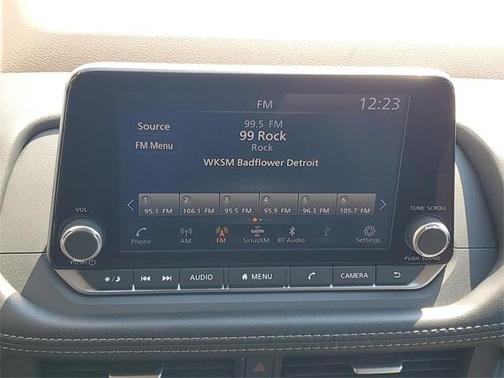 FM 12:23
Source
99.5 FM
99 Rock
FM Menu
Rock
WKSM Badflower Detroit
1 2 3 4 5 6
95.1 FM 106.1 FM 95.5 FM 95.9 FM 96.3 FM 105.7 FM
VOL TUNE·SCROLL
Phone AM FM SiriusXM BT Audio Settings
PUSH PUSH SOUND
AUDIO MENU CAMERA